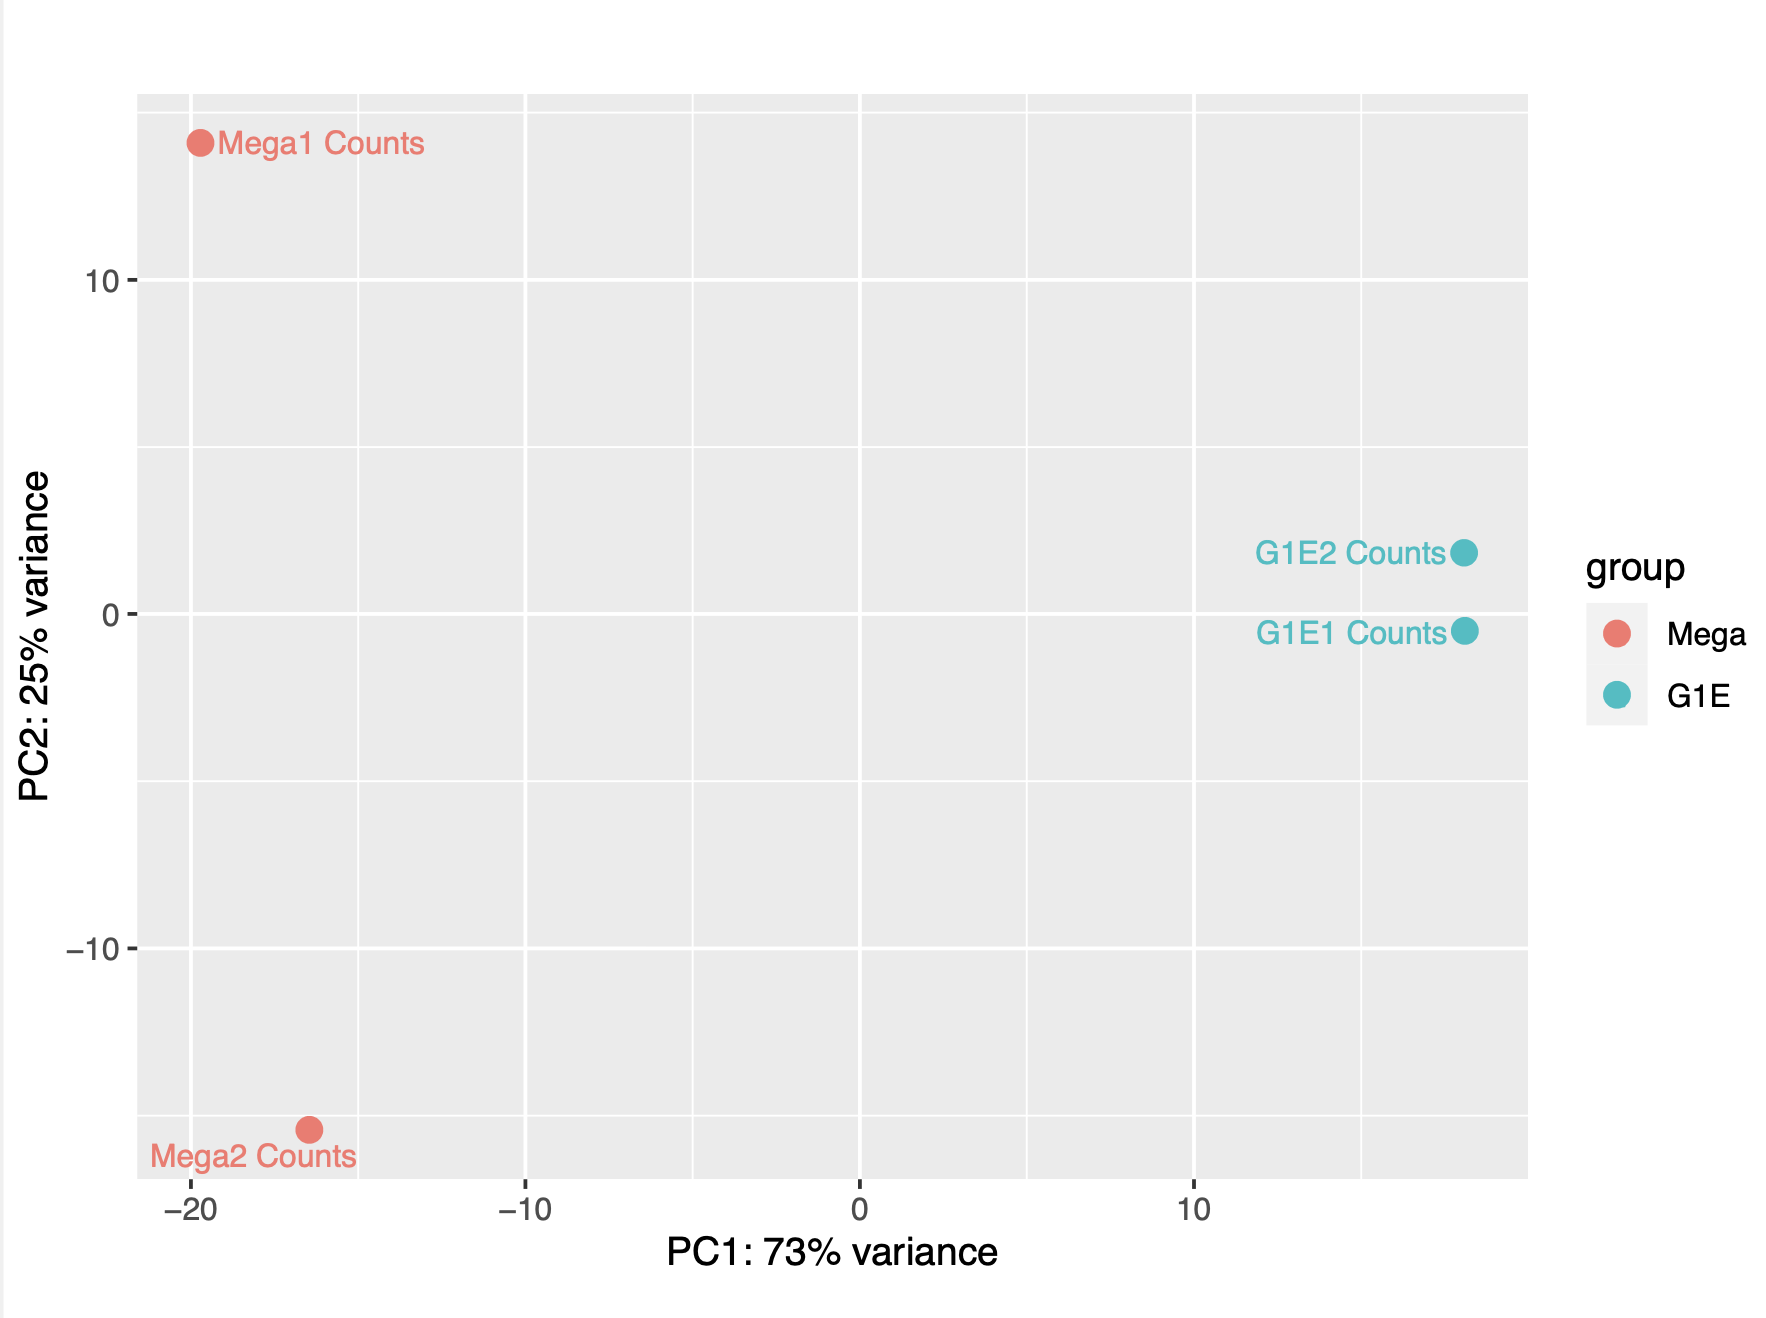 Mega1 Counts
10
G1E2 Counts
group
0
G1E1 Counts
Mega
G1E
PC2: 25% variance
−10
Mega2 Counts
−20
−10
0
10
PC1: 73% variance